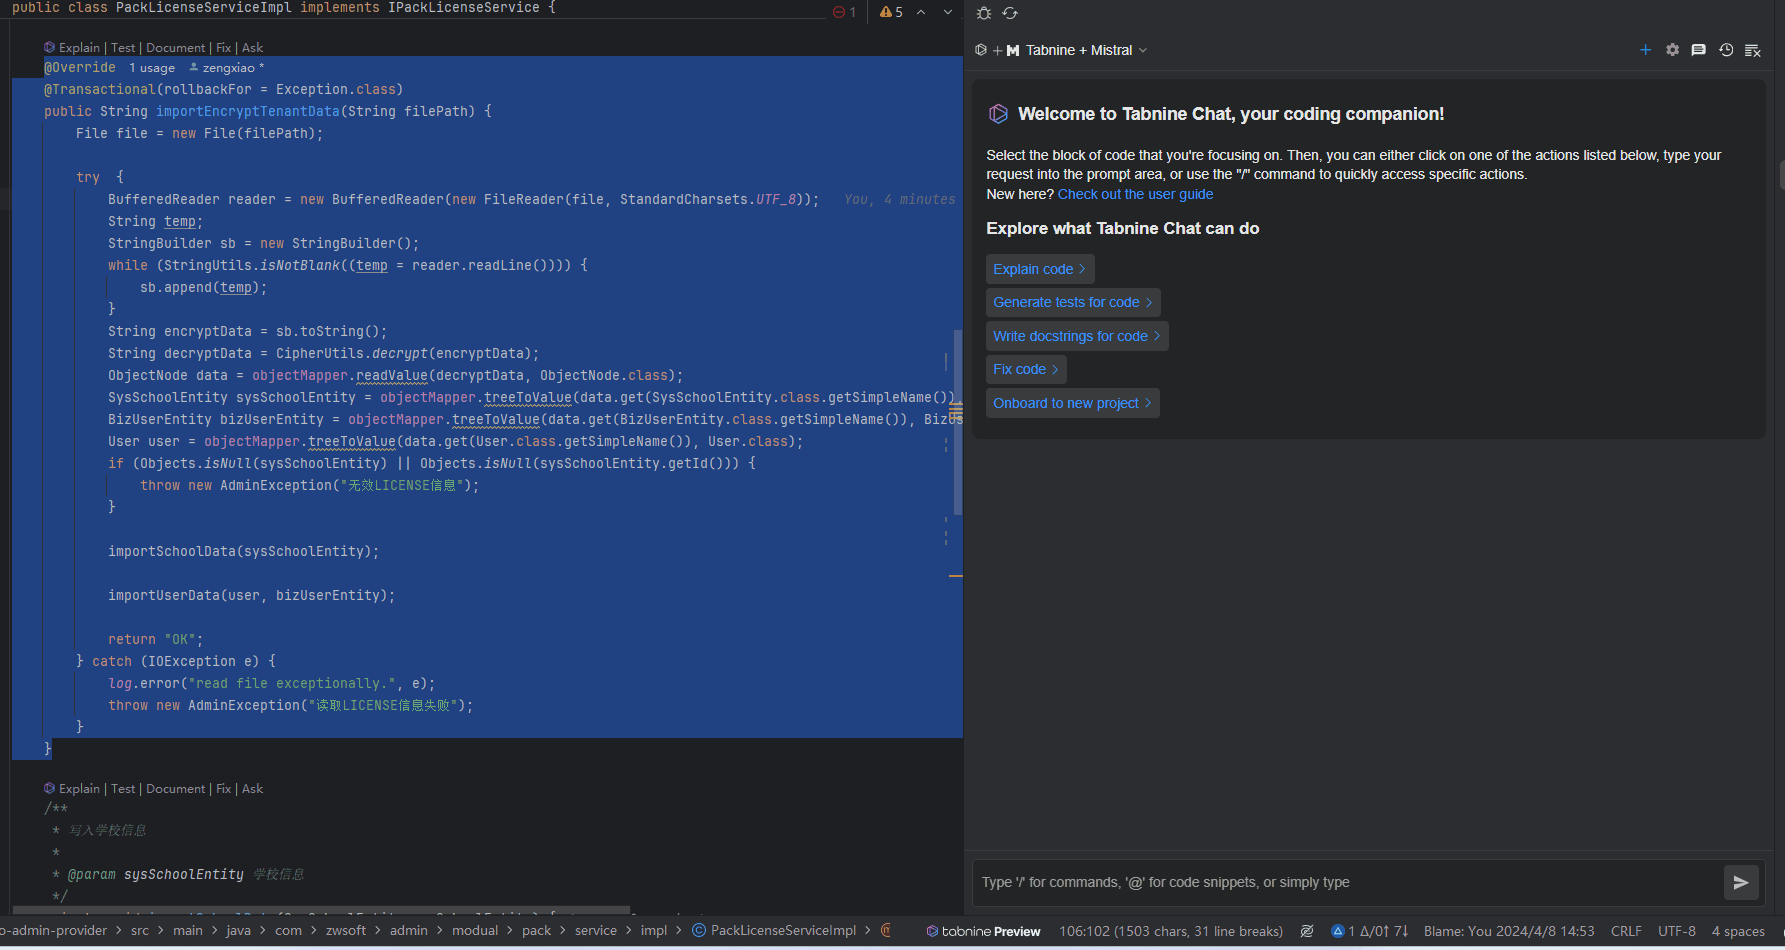 public class PackLicenseServiceImpl implements IPackLicenseService {
1
5
Explain | Test | Document | Fix | Ask
@Override 1 usage zengxiao *
@Transactional(rollbackFor = Exception.class)
public String importEncryptTenantData(String filePath) {
File file = new File(filePath);
try {
BufferedReader reader = new BufferedReader(new FileReader(file, StandardCharsets.UTF_8)); You, 4 minutes
String temp;
StringBuilder sb = new StringBuilder();
while (StringUtils.isNotBlank((temp = reader.readLine()))) {
sb.append(temp);
}
String encryptData = sb.toString();
String decryptData = CipherUtils.decrypt(encryptData);
ObjectNode data = objectMapper.readValue(decryptData, ObjectNode.class);
SysSchoolEntity sysSchoolEntity = objectMapper.treeToValue(data.get(SysSchoolEntity.class.getSimpleName()),
BizUserEntity bizUserEntity = objectMapper.treeToValue(data.get(BizUserEntity.class.getSimpleName()), BizUs
User user = objectMapper.treeToValue(data.get(User.class.getSimpleName()), User.class);
if (Objects.isNull(sysSchoolEntity) || Objects.isNull(sysSchoolEntity.getId())) {
throw new AdminException("无效LICENSE信息");
}
importSchoolData(sysSchoolEntity);
importUserData(user, bizUserEntity);
return "OK";
} catch (IOException e) {
log.error("read file exceptionally.", e);
throw new AdminException("读取LICENSE信息失败");
}
}
Explain | Test | Document | Fix | Ask
/**
* 写入学校信息
*
* @param sysSchoolEntity 学校信息
*/
Tabnine + Mistral
Welcome to Tabnine Chat, your coding companion!
Select the block of code that you're focusing on. Then, you can either click on one of the actions listed below, type your
request into the prompt area, or use the "/" command to quickly access specific actions.
New here? Check out the user guide
Explore what Tabnine Chat can do
Explain code
Generate tests for code
Write docstrings for code
Fix code
Onboard to new project
Type '/' for commands, '@' for code snippets, or simply type
o-admin-provider > src > main > java > com > zwsoft > admin > modual > pack > service > impl > PackLicenseServiceImpl >
tabnine Preview 106:102 (1503 chars, 31 line breaks) 1 Δ/0↑ 7↓ Blame: You 2024/4/8 14:53 CRLF UTF-8 4 spaces